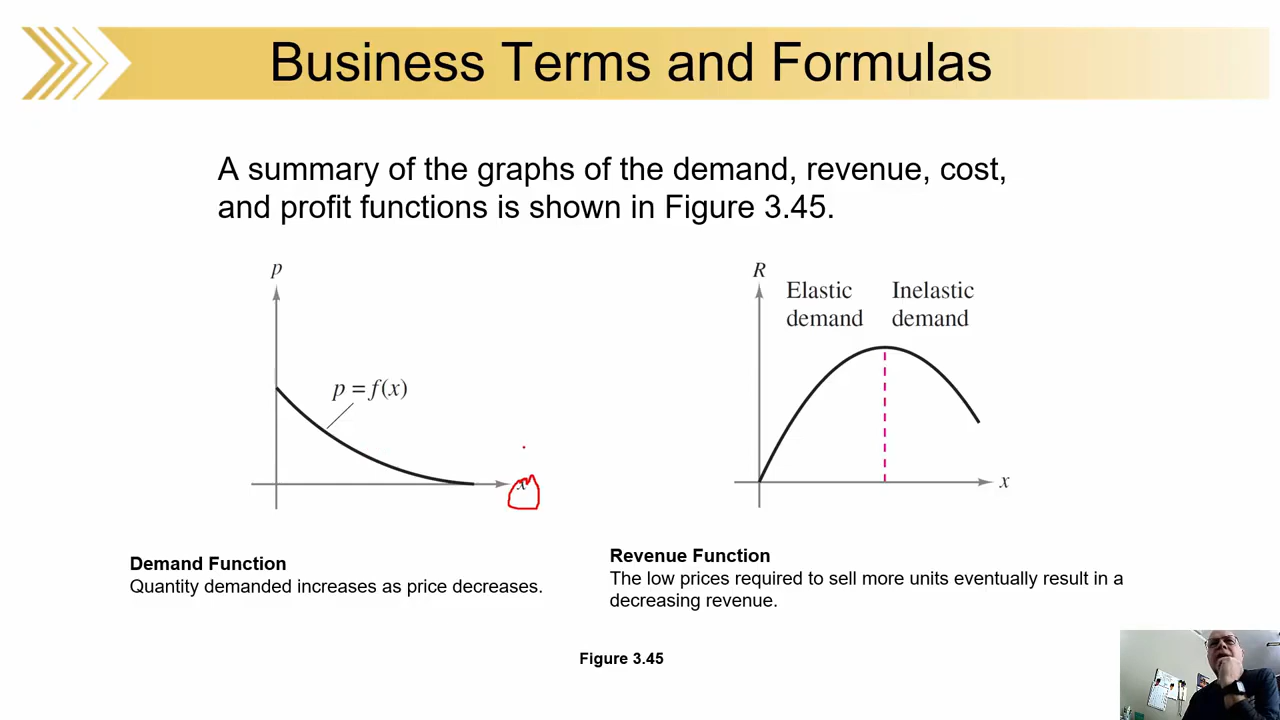 Business Terms and Formulas
A summary of the graphs of the demand, revenue, cost,
and profit functions is shown in Figure 3.45.
p
p = f(x)
x
Demand Function
Quantity demanded increases as price decreases.
R
Elastic
demand
Inelastic
demand
x
Revenue Function
The low prices required to sell more units eventually result in a
decreasing revenue.
Figure 3.45